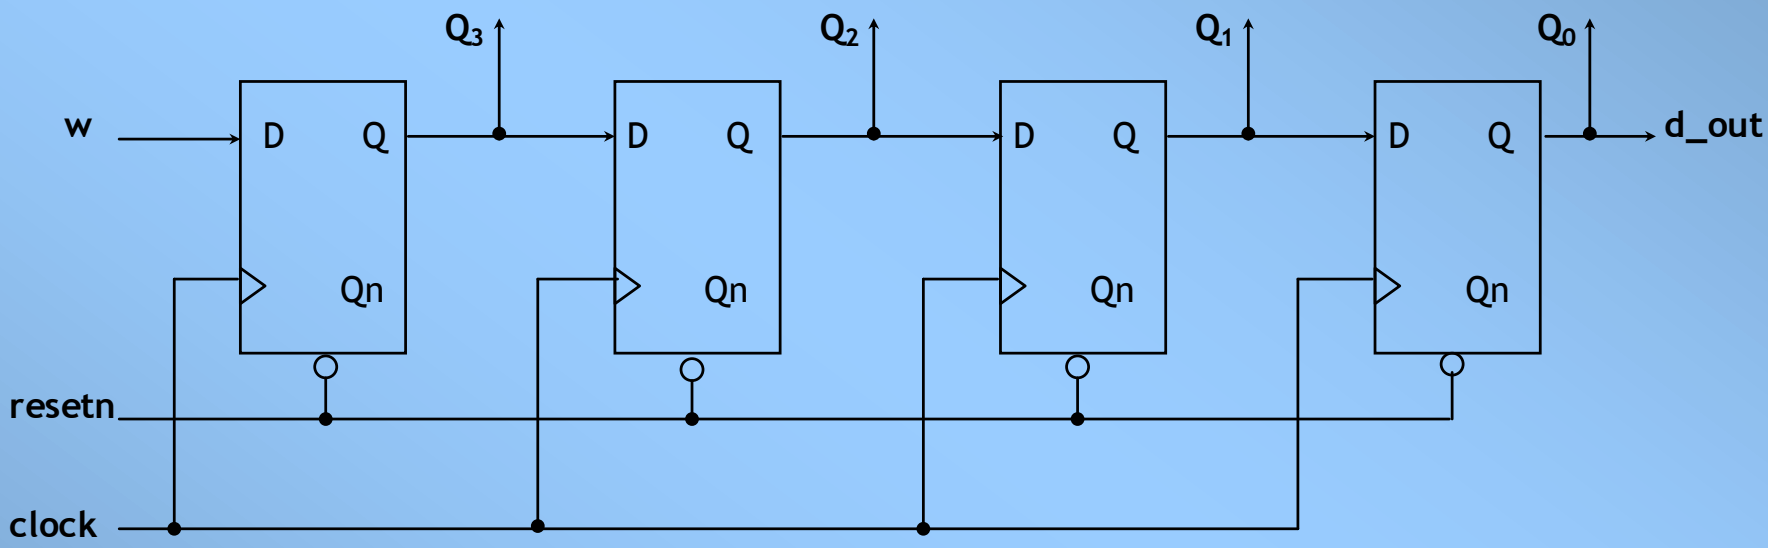 Q₃ Q₂ Q₁ Q₀
w D Q D Q D Q D Q d_out
Qn Qn Qn Qn
resetn
clock